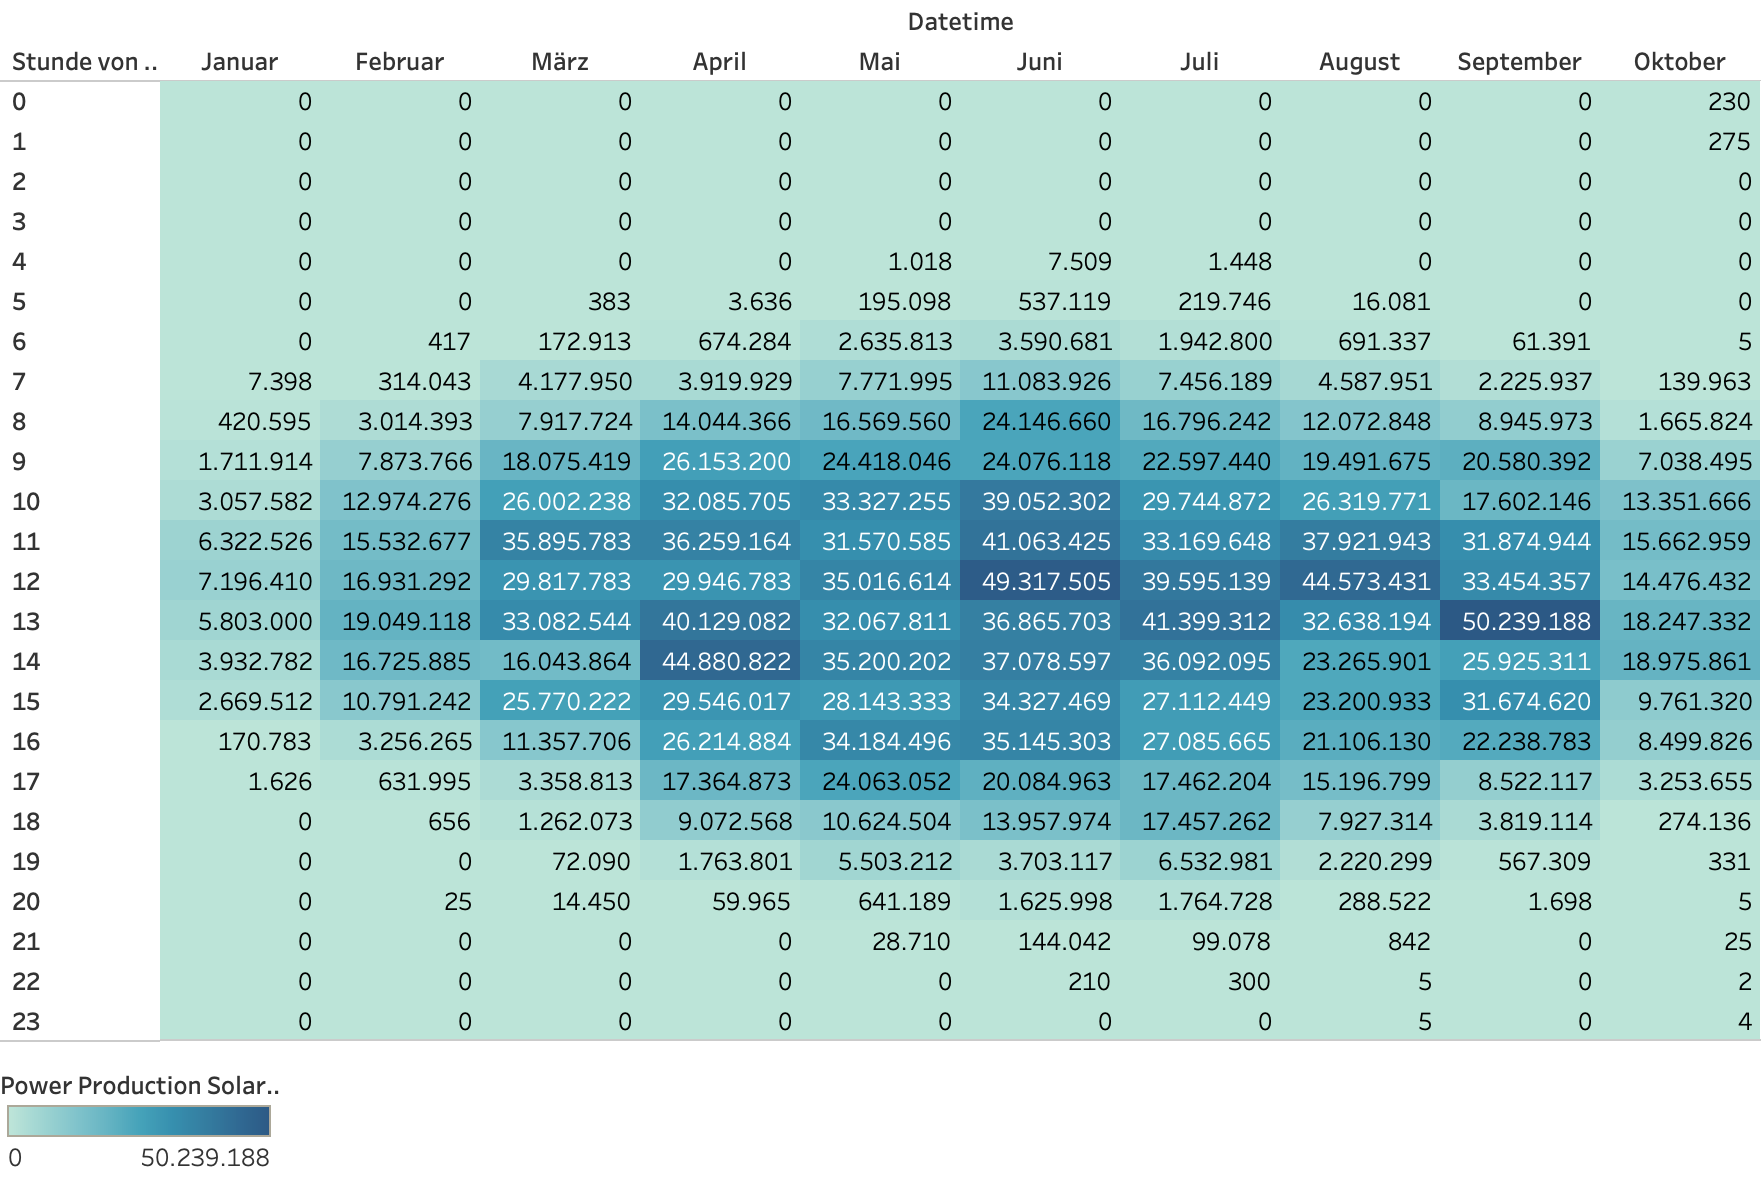 Datetime
Stunde von .. Januar Februar März April Mai Juni Juli August September Oktober
0 0 0 0 0 0 0 0 0 0 230
1 0 0 0 0 0 0 0 0 0 275
2 0 0 0 0 0 0 0 0 0 0
3 0 0 0 0 0 0 0 0 0 0
4 0 0 0 0 1.018 7.509 1.448 0 0 0
5 0 0 383 3.636 195.098 537.119 219.746 16.081 0 0
6 0 417 172.913 674.284 2.635.813 3.590.681 1.942.800 691.337 61.391 5
7 7.398 314.043 4.177.950 3.919.929 7.771.995 11.083.926 7.456.189 4.587.951 2.225.937 139.963
8 420.595 3.014.393 7.917.724 14.044.366 16.569.560 24.146.660 16.796.242 12.072.848 8.945.973 1.665.824
9 1.711.914 7.873.766 18.075.419 26.153.200 24.418.046 24.076.118 22.597.440 19.491.675 20.580.392 7.038.495
10 3.057.582 12.974.276 26.002.238 32.085.705 33.327.255 39.052.302 29.744.872 26.319.771 17.602.146 13.351.666
11 6.322.526 15.532.677 35.895.783 36.259.164 31.570.585 41.063.425 33.169.648 37.921.943 31.874.944 15.662.959
12 7.196.410 16.931.292 29.817.783 29.946.783 35.016.614 49.317.505 39.595.139 44.573.431 33.454.357 14.476.432
13 5.803.000 19.049.118 33.082.544 40.129.082 32.067.811 36.865.703 41.399.312 32.638.194 50.239.188 18.247.332
14 3.932.782 16.725.885 16.043.864 44.880.822 35.200.202 37.078.597 36.092.095 23.265.901 25.925.311 18.975.861
15 2.669.512 10.791.242 25.770.222 29.546.017 28.143.333 34.327.469 27.112.449 23.200.933 31.674.620 9.761.320
16 170.783 3.256.265 11.357.706 26.214.884 34.184.496 35.145.303 27.085.665 21.106.130 22.238.783 8.499.826
17 1.626 631.995 3.358.813 17.364.873 24.063.052 20.084.963 17.462.204 15.196.799 8.522.117 3.253.655
18 0 656 1.262.073 9.072.568 10.624.504 13.957.974 17.457.262 7.927.314 3.819.114 274.136
19 0 0 72.090 1.763.801 5.503.212 3.703.117 6.532.981 2.220.299 567.309 331
20 0 25 14.450 59.965 641.189 1.625.998 1.764.728 288.522 1.698 5
21 0 0 0 0 28.710 144.042 99.078 842 0 25
22 0 0 0 0 0 210 300 5 0 2
23 0 0 0 0 0 0 0 5 0 4
Power Production Solar..
0 50.239.188